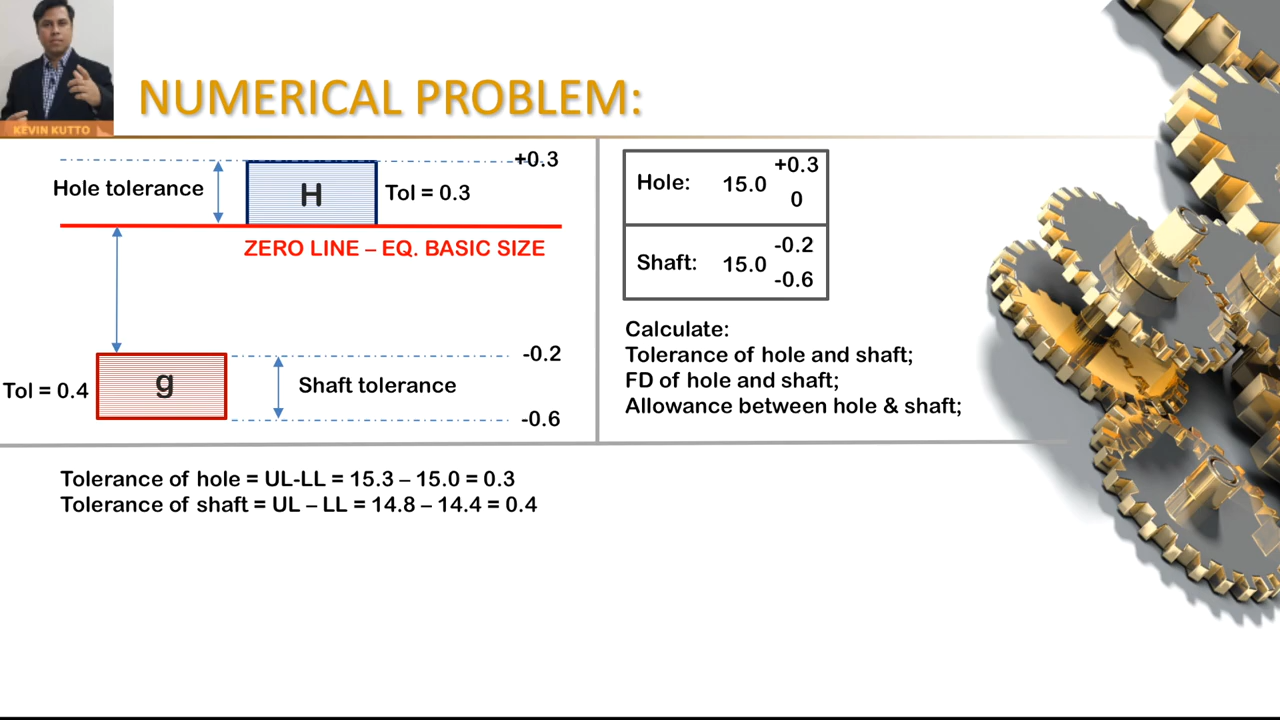 KEVIN KUTTO
NUMERICAL PROBLEM:
+0.3
Hole tolerance
H
Tol = 0.3
ZERO LINE – EQ. BASIC SIZE
-0.2
g
Tol = 0.4
Shaft tolerance
-0.6
Hole: 15.0 +0.3
0
Shaft: 15.0 -0.2
-0.6
Calculate:
Tolerance of hole and shaft;
FD of hole and shaft;
Allowance between hole & shaft;
Tolerance of hole = UL-LL = 15.3 – 15.0 = 0.3
Tolerance of shaft = UL – LL = 14.8 – 14.4 = 0.4